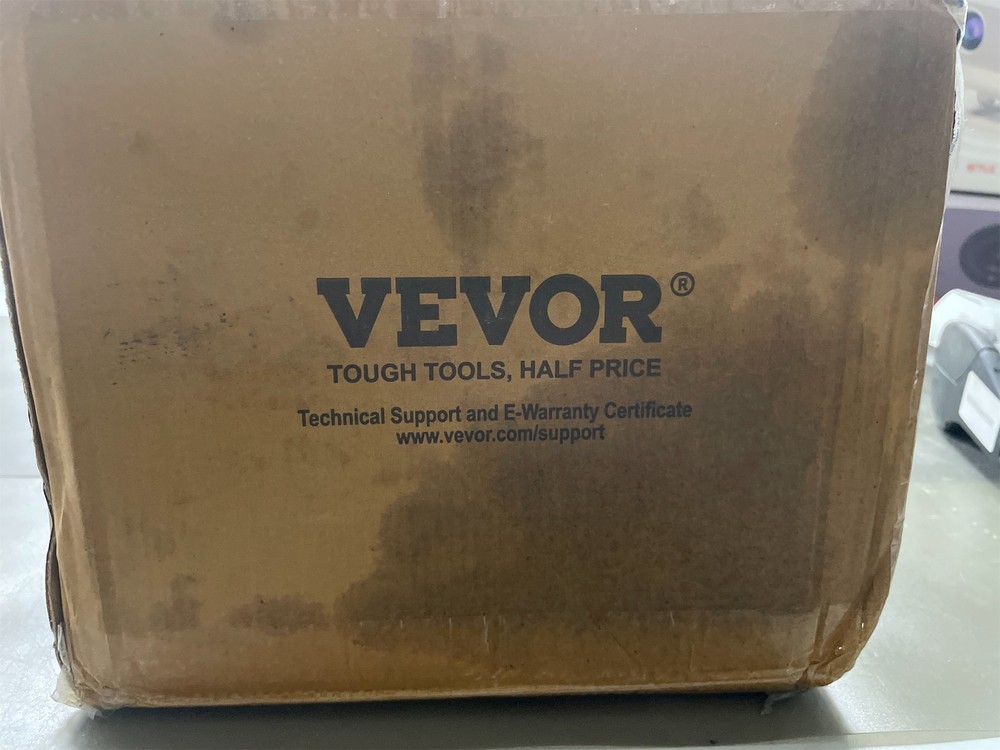 VEVOR®
TOUGH TOOLS, HALF PRICE
Technical Support and E-Warranty Certificate
www.vevor.com/support